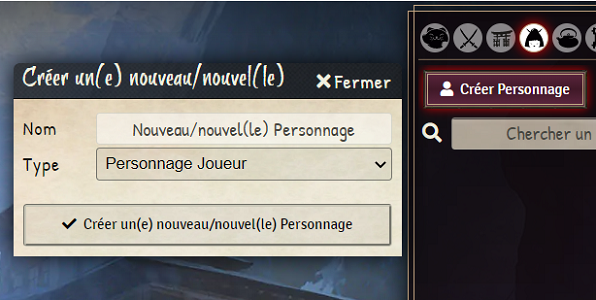 Créer un(e) nouveau/nouvel(le)
Fermer
Nom
Nouveau/nouvel(le) Personnage
Type
Personnage Joueur
Créer un(e) nouveau/nouvel(le) Personnage
Créer Personnage
Chercher un